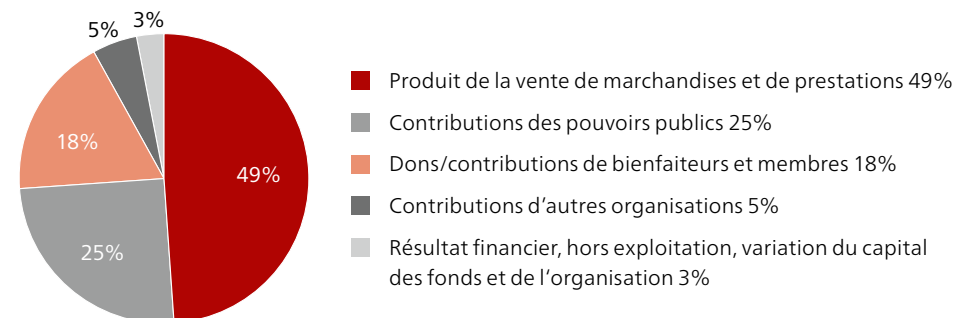 3%
5%
18%
49%
25%
Produit de la vente de marchandises et de prestations 49%
Contributions des pouvoirs publics 25%
Dons/contributions de bienfaiteurs et membres 18%
Contributions d'autres organisations 5%
Résultat financier, hors exploitation, variation du capital
des fonds et de l'organisation 3%